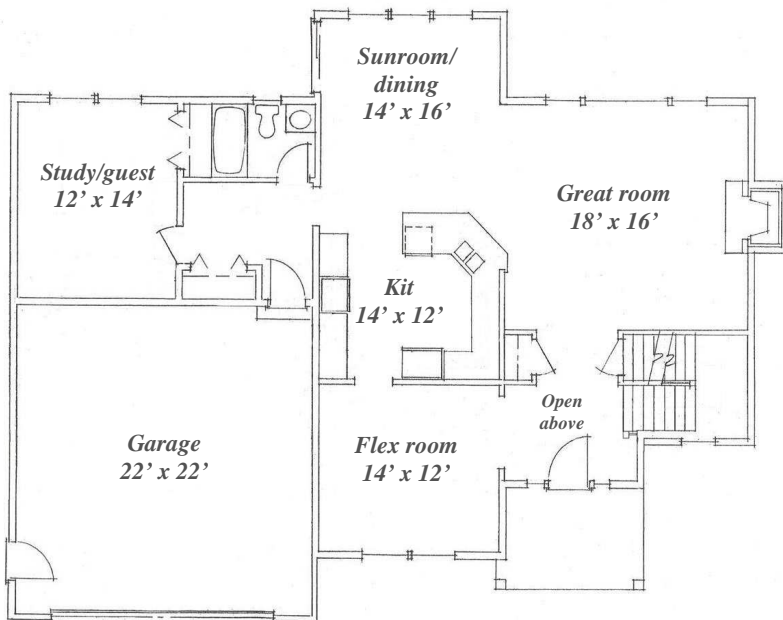 Sunroom/
dining
14’ x 16’
Study/guest
12’ x 14’
Great room
18’ x 16’
Kit
14’ x 12’
Open
above
Garage
22’ x 22’
Flex room
14’ x 12’